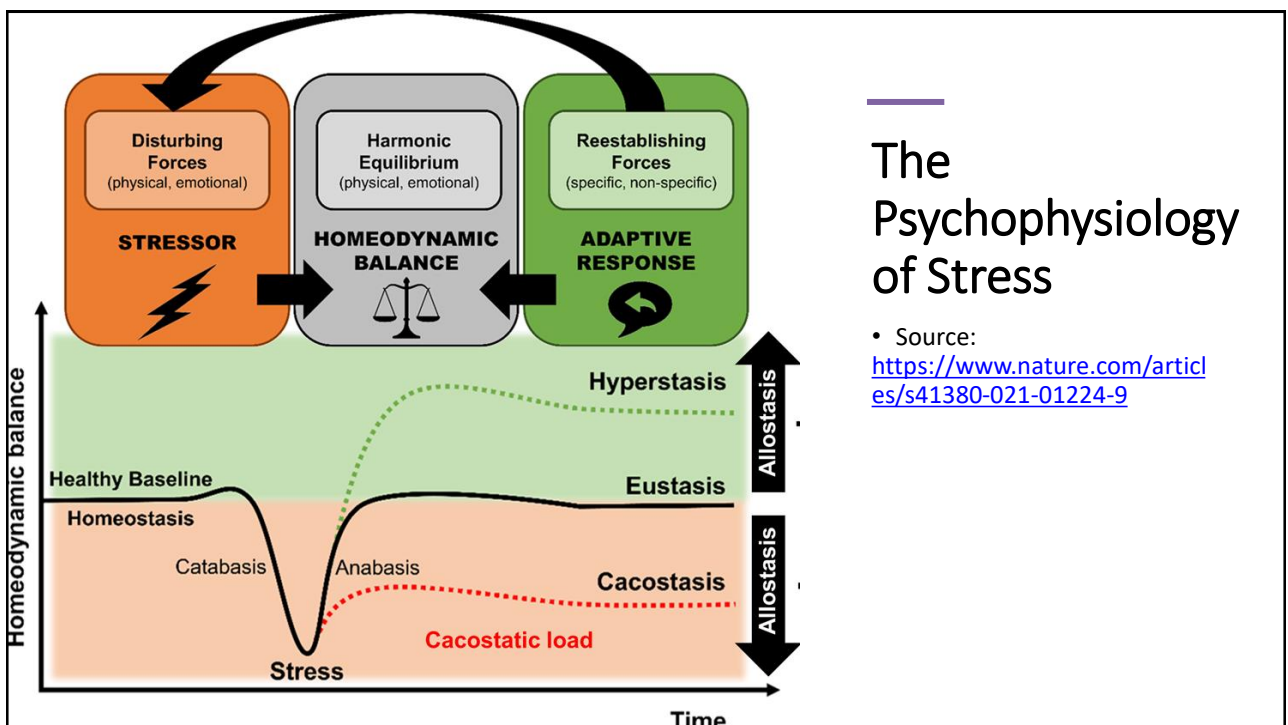 Disturbing
Forces
(physical, emotional)
STRESSOR
Harmonic
Equilibrium
(physical, emotional)
HOMEODYNAMIC
BALANCE
Reestablishing
Forces
(specific, non-specific)
ADAPTIVE
RESPONSE
Homeodynamic balance
Healthy Baseline
Homeostasis
Catabasis
Anabasis
Stress
Hyperstasis
Eustasis
Cacostasis
Cacostatic load
Allostasis
Allostasis
Time
The
Psychophysiology
of Stress
• Source:
https://www.nature.com/articl
es/s41380-021-01224-9